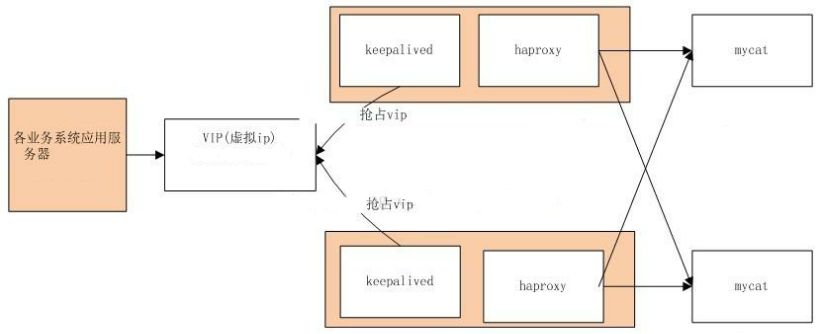 keepalived
haproxy
mycat
抢占vip
各业务系统应用服
务器
VIP(虚拟ip)
抢占vip
keepalived
haproxy
mycat